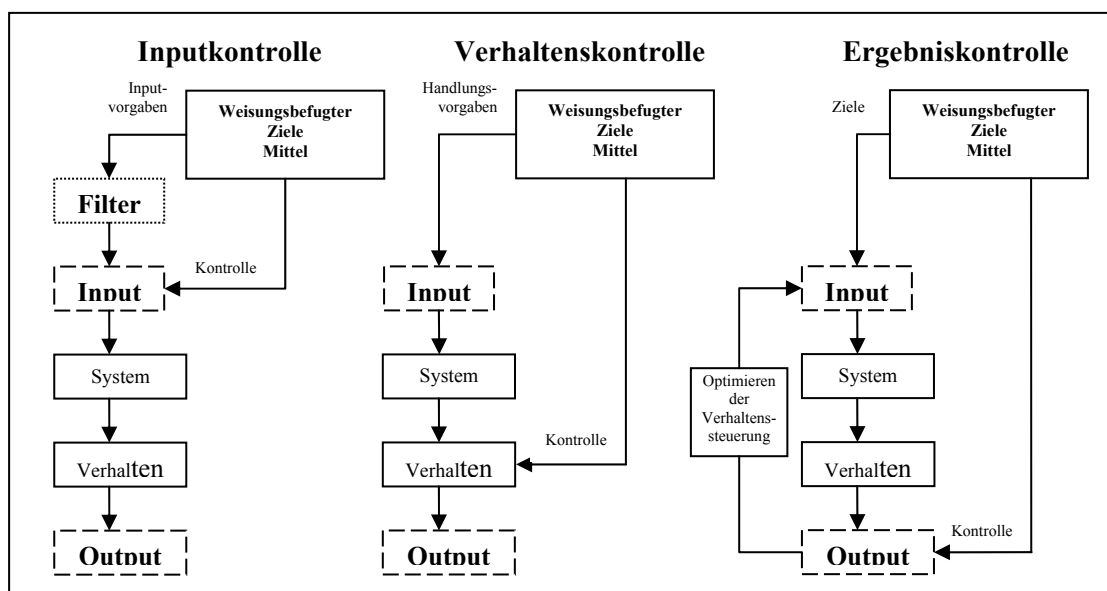 Inputkontrolle
Input-
vorgaben
Weisungsbefugter
Ziele
Mittel
Filter
Kontrolle
Input
System
Verhalten
Output
Verhaltenskontrolle
Handlungs-
vorgaben
Weisungsbefugter
Ziele
Mittel
Input
System
Kontrolle
Verhalten
Output
Ergebniskontrolle
Ziele
Weisungsbefugter
Ziele
Mittel
Input
System
Optimieren
der
Verhaltens-
steuerung
Verhalten
Kontrolle
Output